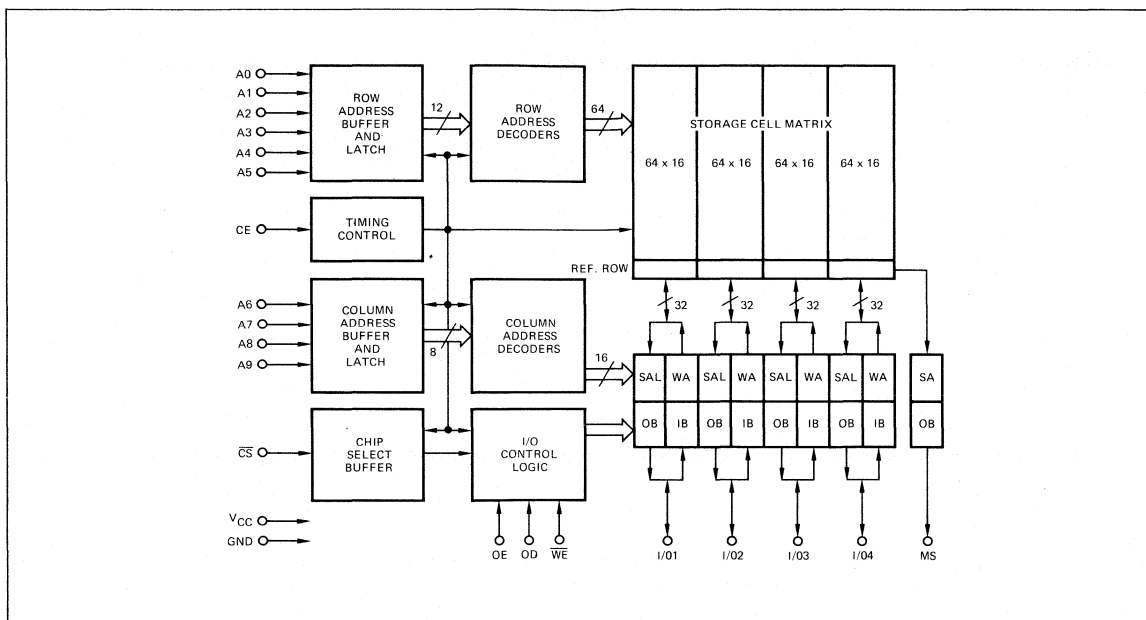 A0
A1
A2
A3
A4
A5
ROW
ADDRESS
BUFFER
AND
LATCH
12
ROW
ADDRESS
DECODERS
64
STORAGE CELL MATRIX
64 x 16
64 x 16
64 x 16
64 x 16
CE
TIMING
CONTROL
REF. ROW
32
32
32
32
A6
A7
A8
A9
COLUMN
ADDRESS
BUFFER
AND
LATCH
8
COLUMN
ADDRESS
DECODERS
16
SAL
WA
SAL
WA
SAL
WA
SAL
WA
SA
OB
IB
OB
IB
OB
IB
OB
IB
OB
CS
CHIP
SELECT
BUFFER
I/O
CONTROL
LOGIC
VCC
GND
OE
OD
WE
I/01
I/02
I/03
I/04
MS